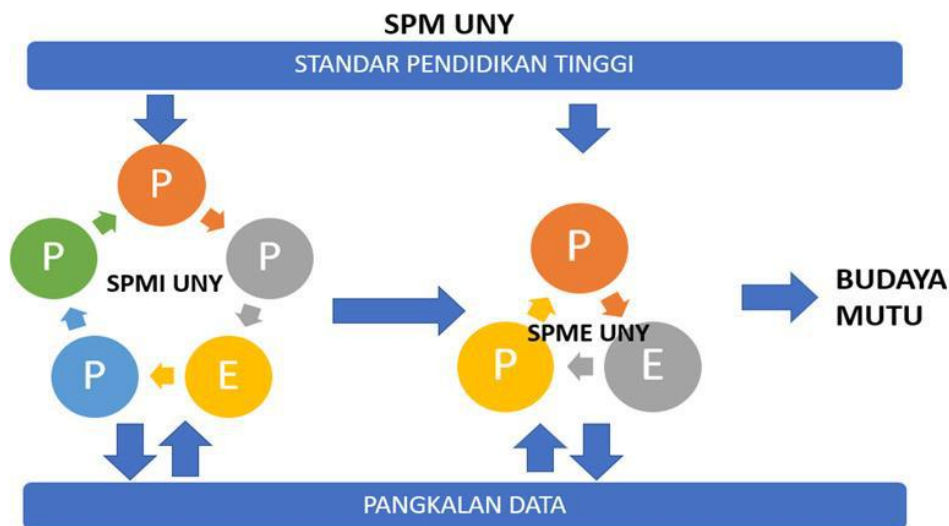 SPM UNY
STANDAR PENDIDIKAN TINGGI
P
P
P
SPMI UNY
P
E
P
SPME UNY
P
E
BUDAYA
MUTU
PANGKALAN DATA